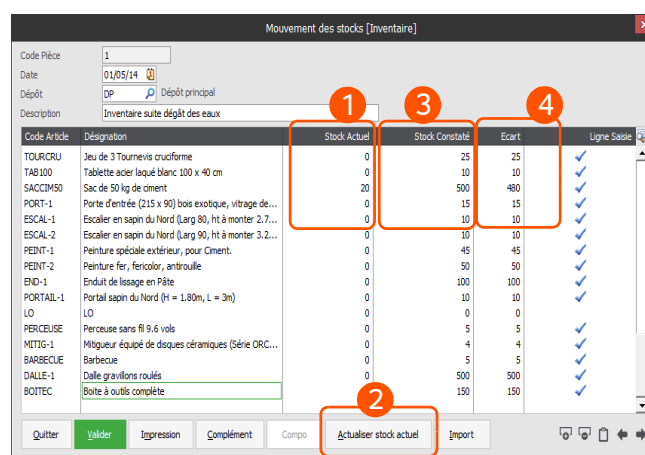 Mouvement des stocks [Inventaire]
Code Pièce 1
Date 01/05/14
Dépôt DP Dépôt principal
Description Inventaire suite dégât des eaux
1 3 4
Code Article Désignation Stock Actuel Stock Constaté Ecart Ligne Saisie
TOURCRU Jeu de 3 Tournevis cruciforme 0 25 25
TAB100 Tablette acier laqué blanc 100 x 40 cm 0 10 10
SACCIM50 Sac de 50 kg de ciment 20 500 480
PORT-1 Porte d'entrée (215 x 90) bois exotique, vitrage de... 0 15 15
ESCAL-1 Escalier en sapin du Nord (Larg 80, ht à monter 2.7... 0 10 10
ESCAL-2 Escalier en sapin du Nord (Larg 90, ht à monter 3.2... 0 10 10
PEINT-1 Peinture spéciale extérieur, pour Ciment. 0 45 45
PEINT-2 Peinture fer, fericolor, antirouille 0 50 50
END-1 Enduit de lissage en Pâte 0 100 100
PORTAIL-1 Portail sapin du Nord (H = 1.80m, L = 3m) 0 10 10
LO LO 0 0 0
PERCEUSE Perceuse sans fil 9.6 vols 0 5 5
MITIG-1 Mitigueur équipé de disques céramiques (Série ORC... 0 4 4
BARBECUE Barbecue 0 5 5
DALLE-1 Dalle gravillons roulés 0 500 500
BOITEC Boite à outils complète 150 150
2
Quitter Valider Impression Complément Compo Actualiser stock actuel Import